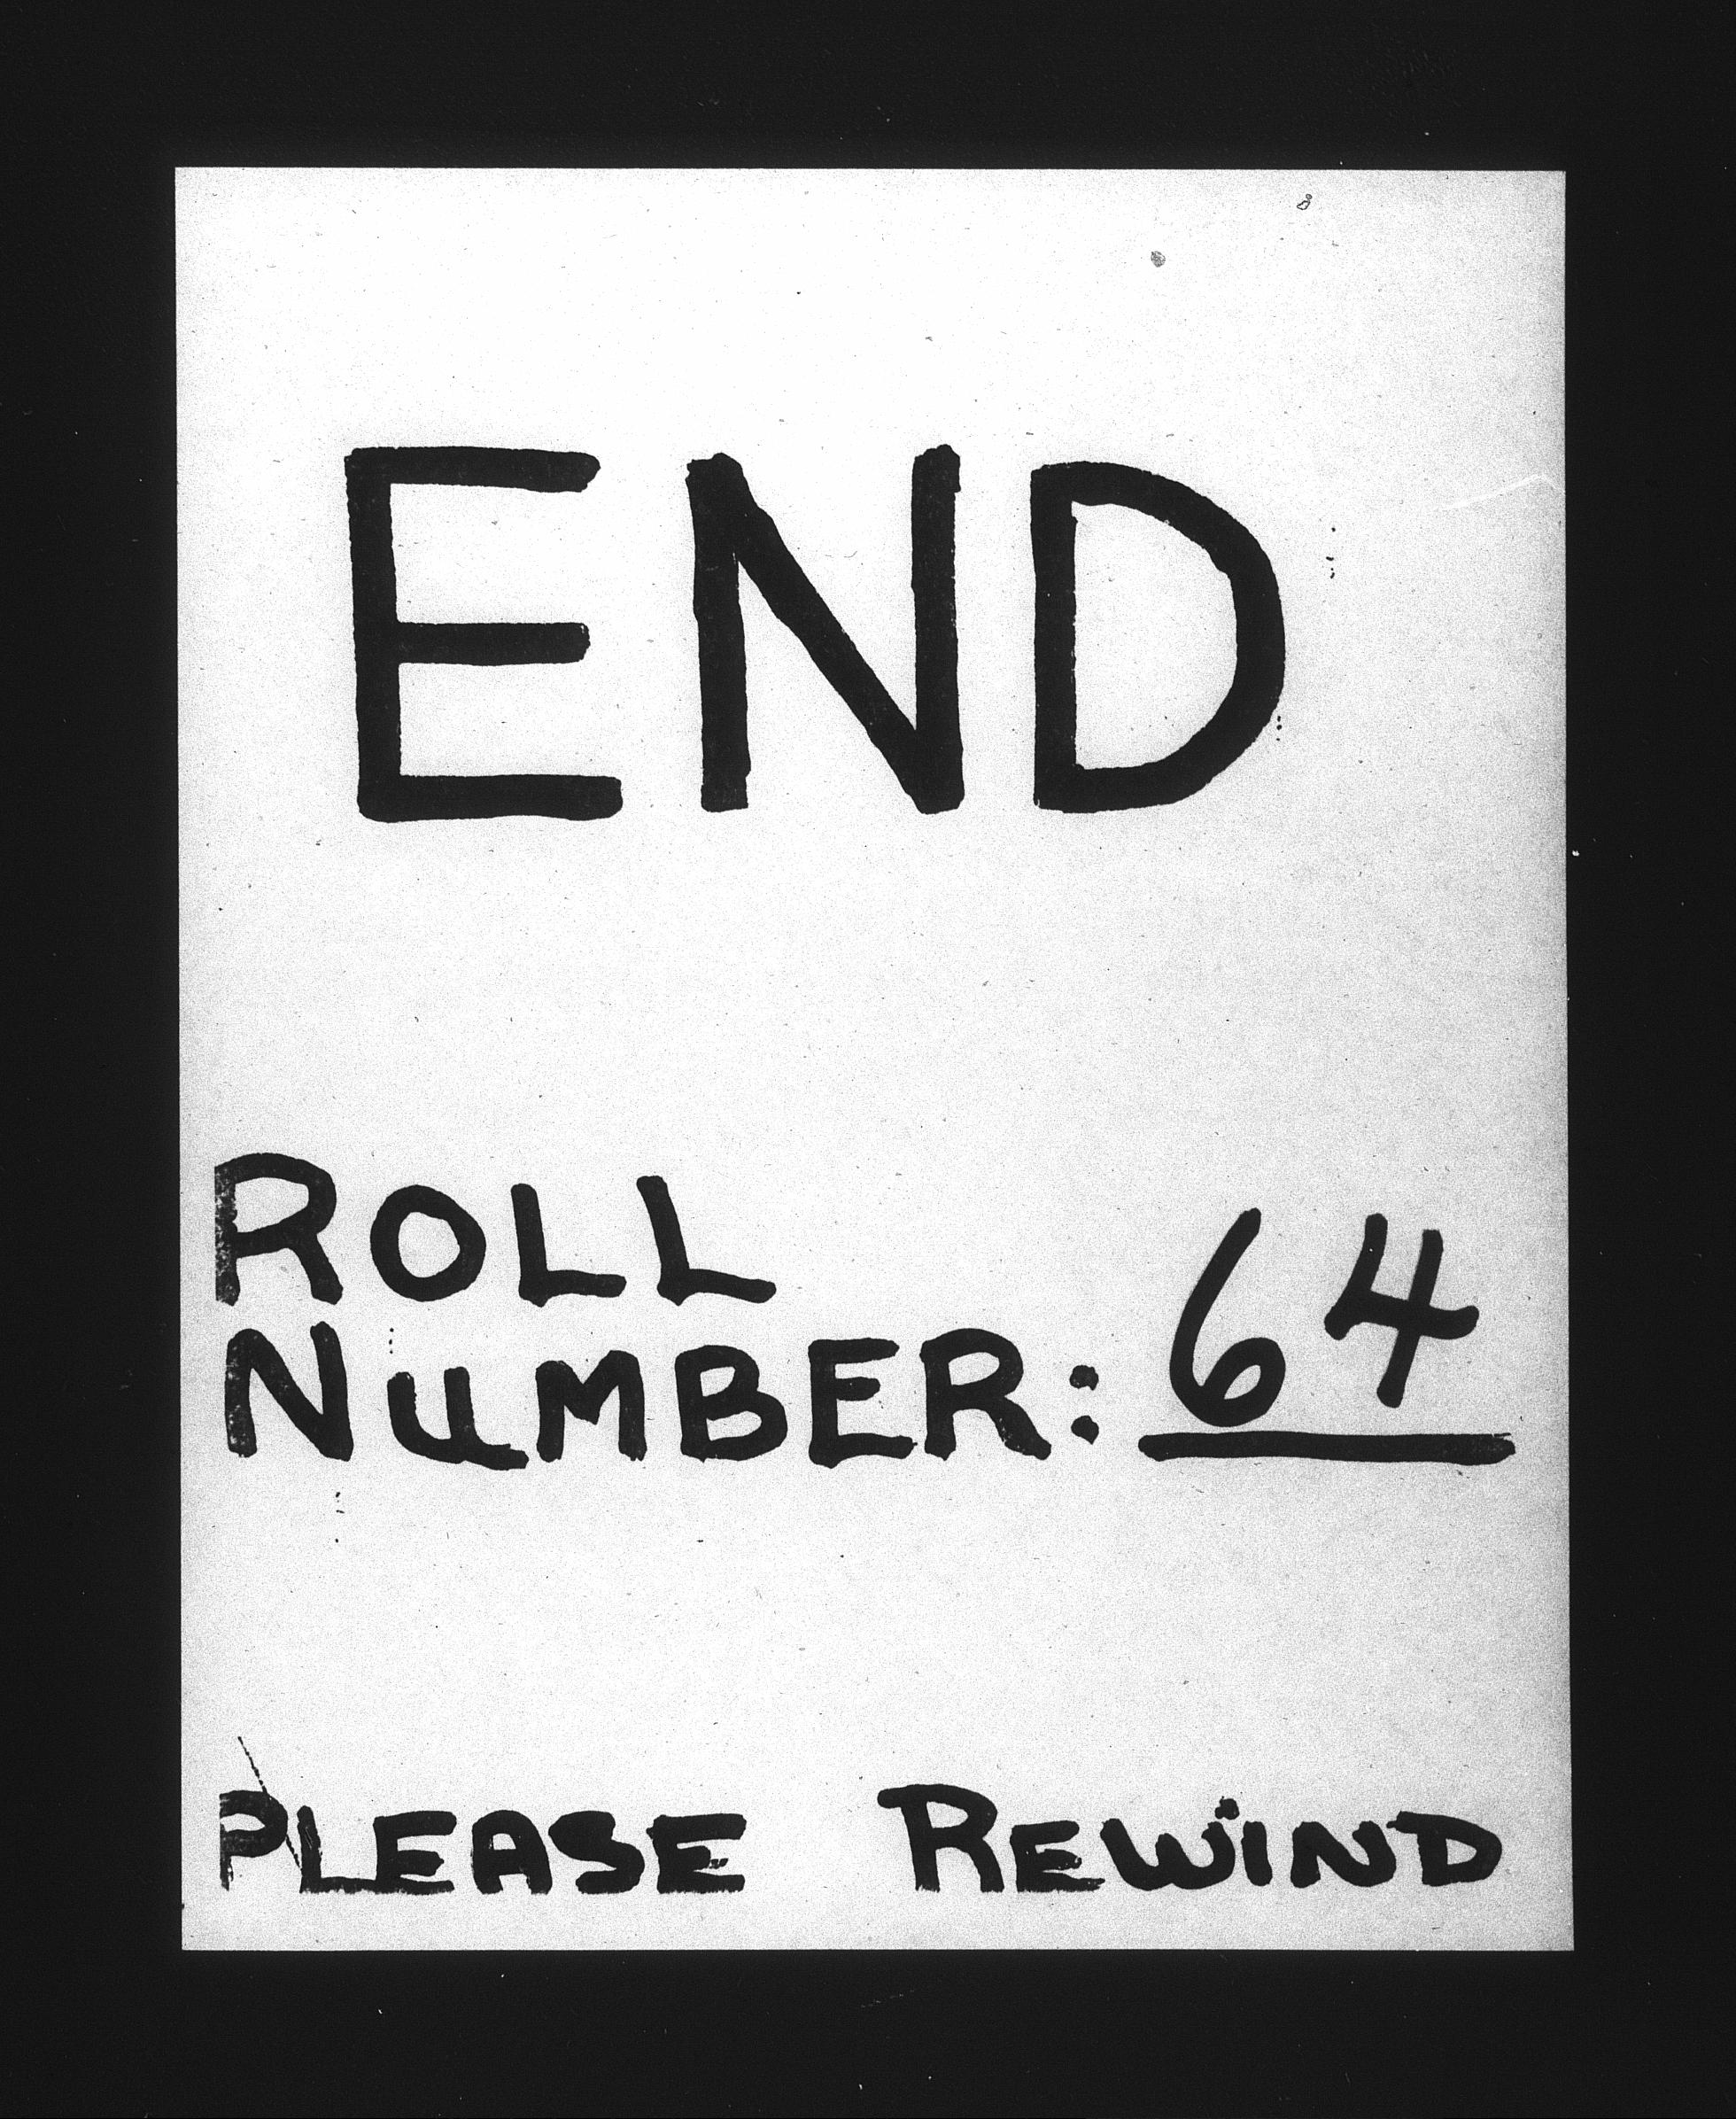 END
ROLL
NUMBER: 64
PLEASE REWIND